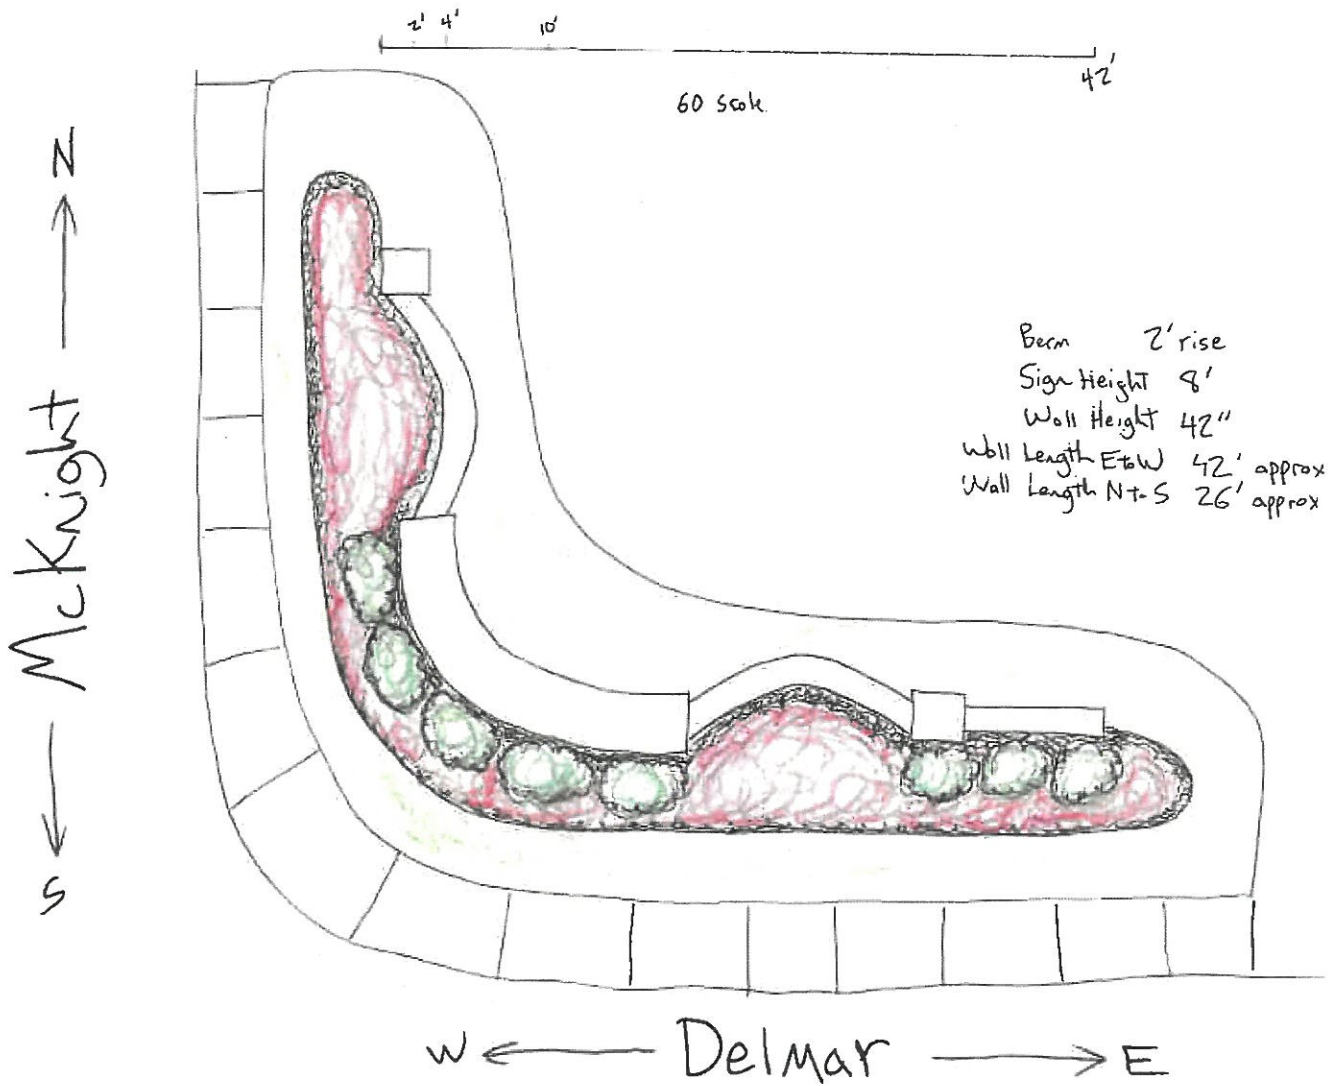 2' 4' 10'
42'
60 scale
N
McKnight
S
Berm 2' rise
Sign Height 8'
Wall Height 42"
Wall Length E to W 42' approx
Wall Length N to S 26' approx
W Delmar E